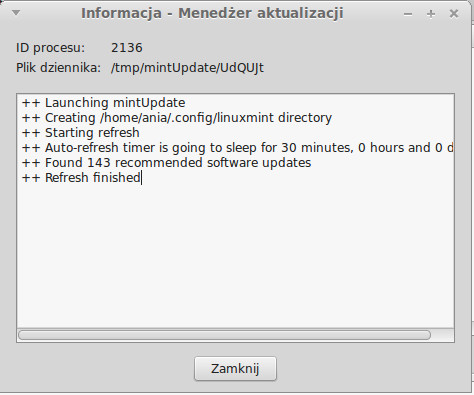 Informacja - Menedżer aktualizacji
ID procesu: 2136
Plik dziennika: /tmp/mintUpdate/UdQUJt
++ Launching mintUpdate
++ Creating /home/ania/.config/linuxmint directory
++ Starting refresh
++ Auto-refresh timer is going to sleep for 30 minutes, 0 hours and 0 d
++ Found 143 recommended software updates
++ Refresh finished
Zamknij